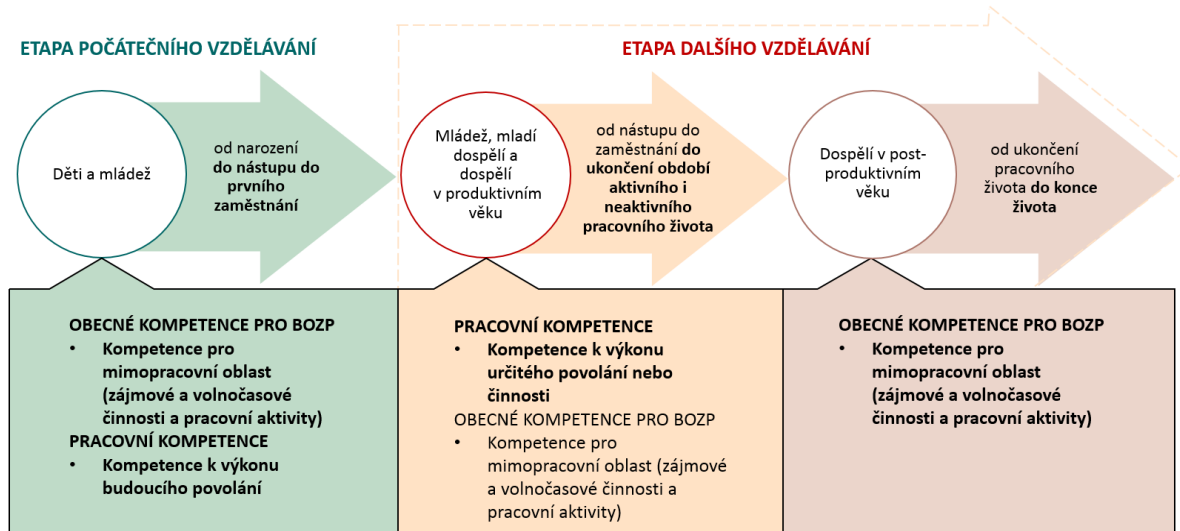 ETAPA POČÁTEČNÍHO VZDĚLÁVÁNÍ
ETAPA DALŠÍHO VZDĚLÁVÁNÍ
Děti a mládež
od narození
do nástupu do
prvního
zaměstnání
Mládež, mladí
dospělí a
dospělí
v produktivním
věku
od nástupu do
zaměstnání do
ukončení období
aktivního i
neaktivního
pracovního života
Dospělí v post-
produktivním
věku
od ukončení
pracovního
života do konce
života
OBECNÉ KOMPETENCE PRO BOZP
• Kompetence pro
mimopracovní oblast
(zájmové a volnočasové
činnosti a pracovní aktivity)
PRACOVNÍ KOMPETENCE
• Kompetence k výkonu
budoucího povolání
PRACOVNÍ KOMPETENCE
• Kompetence k výkonu
určitého povolání nebo
činnosti
OBECNÉ KOMPETENCE PRO BOZP
• Kompetence pro
mimopracovní oblast (zájmové
a volnočasové činnosti a
pracovní aktivity)
OBECNÉ KOMPETENCE PRO BOZP
• Kompetence pro
mimopracovní oblast
(zájmové a volnočasové
činnosti a pracovní aktivity)